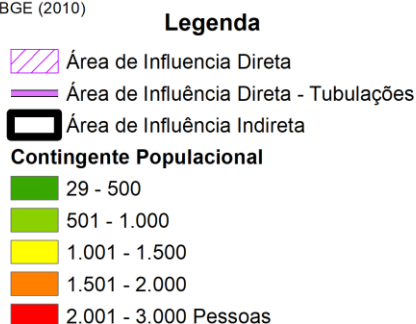 BGE (2010)
Legenda
Área de Influencia Direta
Área de Influência Direta - Tubulações
Área de Influência Indireta
Contingente Populacional
29 - 500
501 - 1.000
1.001 - 1.500
1.501 - 2.000
2.001 - 3.000 Pessoas